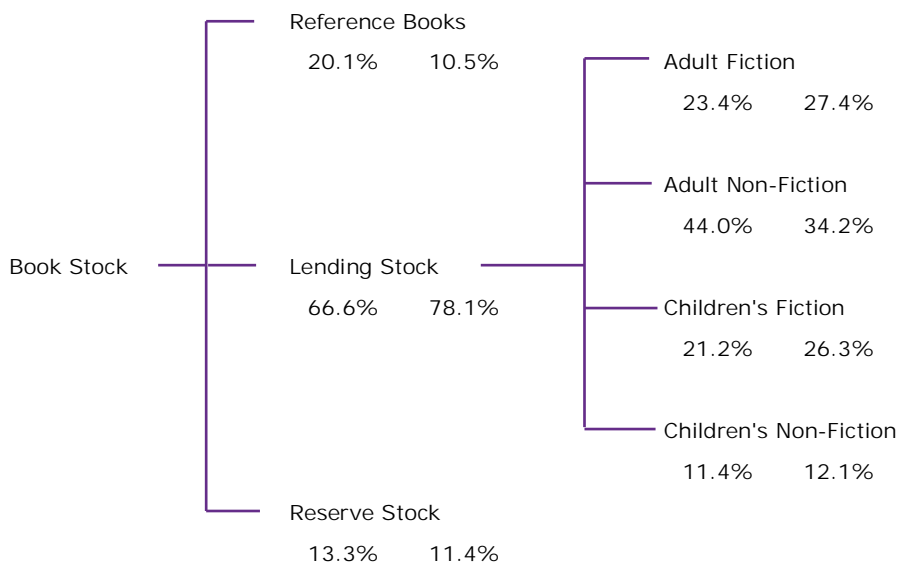 Reference Books
20.1% 10.5%
Adult Fiction
23.4% 27.4%
Adult Non-Fiction
44.0% 34.2%
Book Stock
Lending Stock
66.6% 78.1%
Children's Fiction
21.2% 26.3%
Children's Non-Fiction
11.4% 12.1%
Reserve Stock
13.3% 11.4%